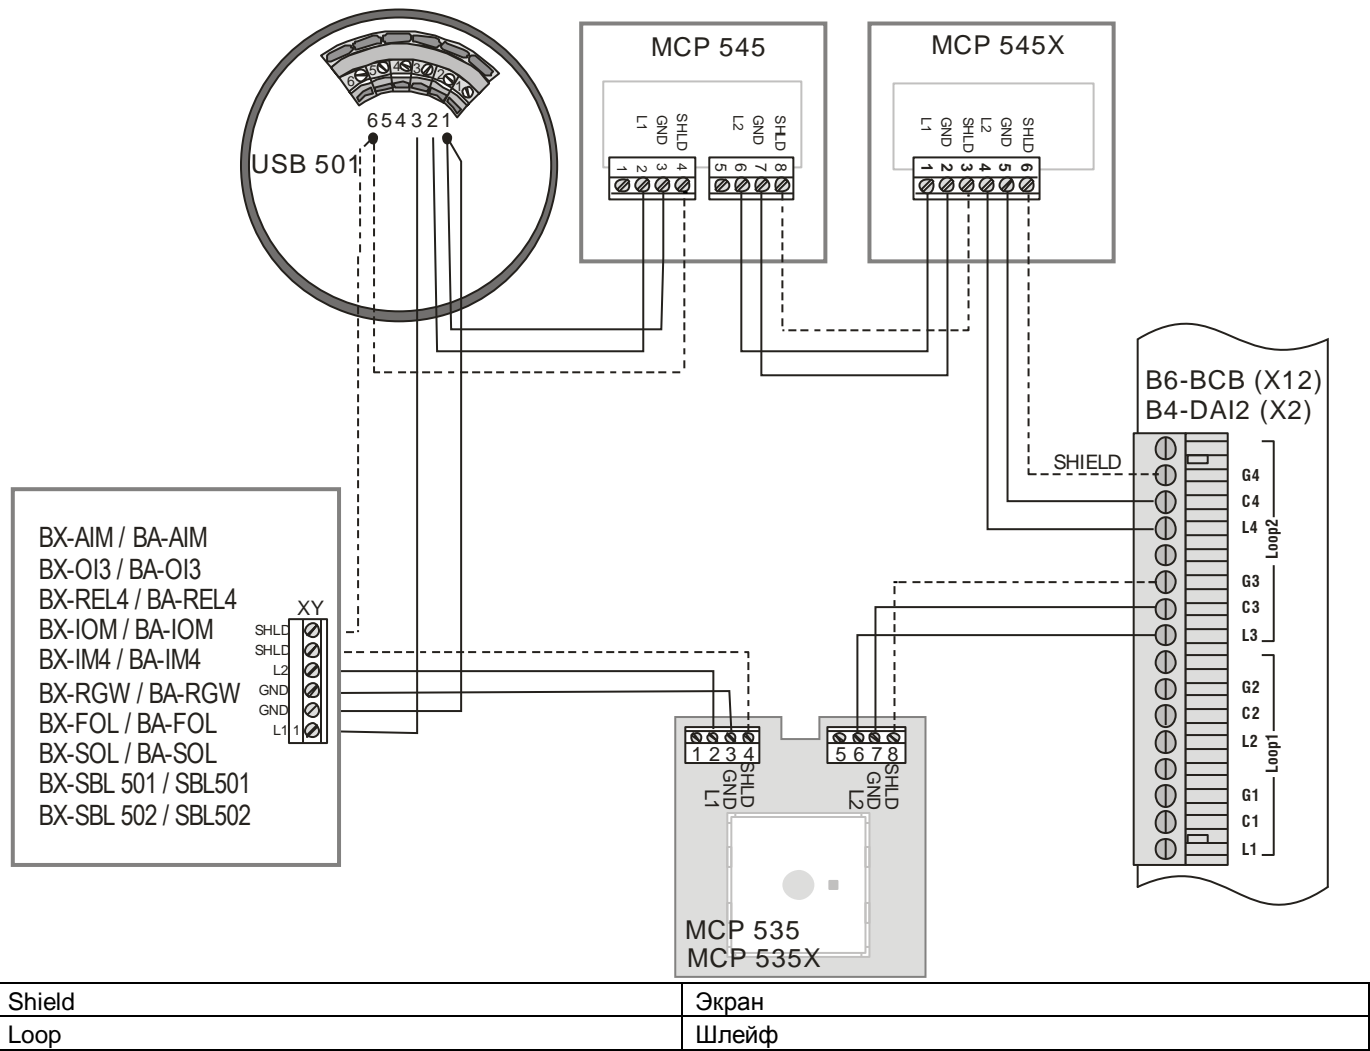 MCP 545
MCP 545X
6 5 4 3 2 1
6 5 4 3 2 1
USB 501
L1 GND SHLD
1 2 3 4
L2 GND SHLD
5 6 7 8
L1 GND SHLD L2 GND SHLD
1 2 3 4 5 6
B6-BCB (X12)
B4-DAI2 (X2)
SHIELD
G4
C4
L4
Loop2
G3
C3
L3
G2
C2
L2
Loop1
G1
C1
L1
BX-AIM / BA-AIM
BX-OI3 / BA-OI3
BX-REL4 / BA-REL4
BX-IOM / BA-IOM
BX-IM4 / BA-IM4
BX-RGW / BA-RGW
BX-FOL / BA-FOL
BX-SOL / BA-SOL
BX-SBL 501 / SBL501
BX-SBL 502 / SBL502
XY
SHLD
SHLD
L2
GND
GND
L1 1
1 2 3 4
L1 GND SHLD
5 6 7 8
L2 GND SHLD
MCP 535
MCP 535X
Shield Экран
Loop Шлейф